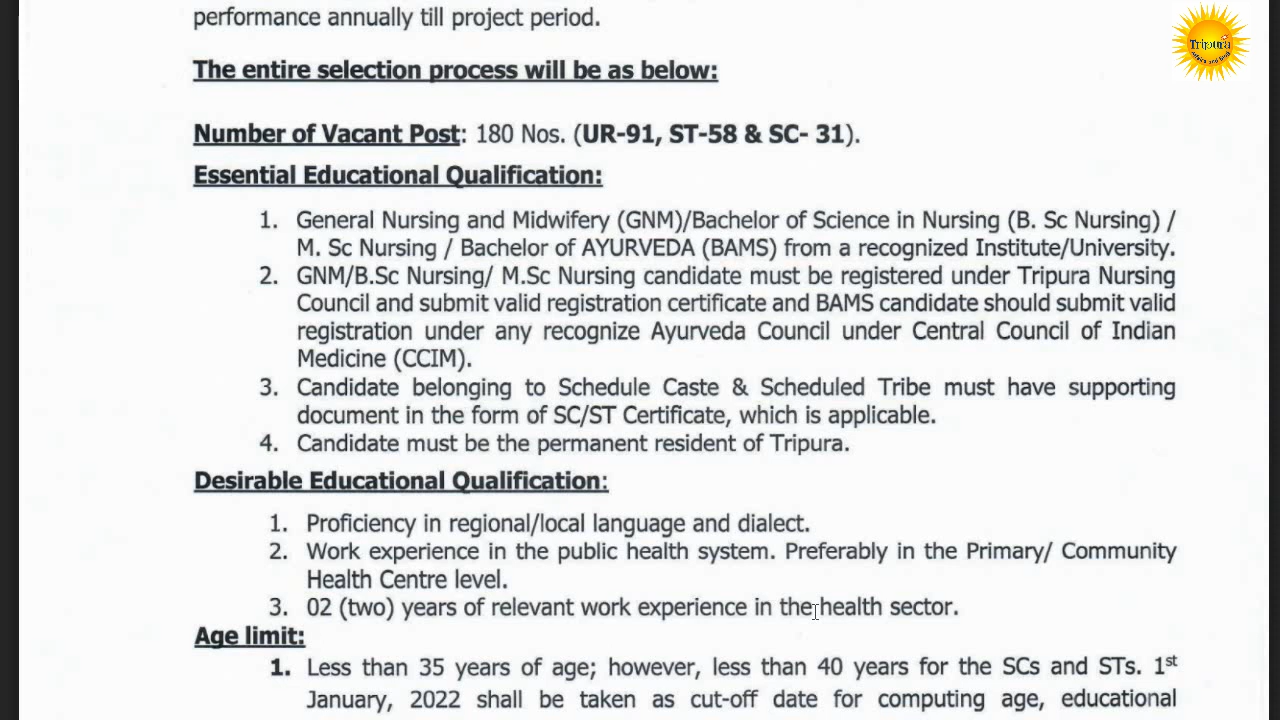 performance annually till project period.
Tripura
The entire selection process will be as below:
Number of Vacant Post: 180 Nos. (UR-91, ST-58 & SC- 31).
Essential Educational Qualification:
1. General Nursing and Midwifery (GNM)/Bachelor of Science in Nursing (B. Sc Nursing) /
M. Sc Nursing / Bachelor of AYURVEDA (BAMS) from a recognized Institute/University.
2. GNM/B.Sc Nursing/ M.Sc Nursing candidate must be registered under Tripura Nursing
Council and submit valid registration certificate and BAMS candidate should submit valid
registration under any recognize Ayurveda Council under Central Council of Indian
Medicine (CCIM).
3. Candidate belonging to Schedule Caste & Scheduled Tribe must have supporting
document in the form of SC/ST Certificate, which is applicable.
4. Candidate must be the permanent resident of Tripura.
Desirable Educational Qualification:
1. Proficiency in regional/local language and dialect.
2. Work experience in the public health system. Preferably in the Primary/ Community
Health Centre level.
3. 02 (two) years of relevant work experience in the health sector.
Age limit:
1. Less than 35 years of age; however, less than 40 years for the SCs and STs. 1st
January, 2022 shall be taken as cut-off date for computing age, educational